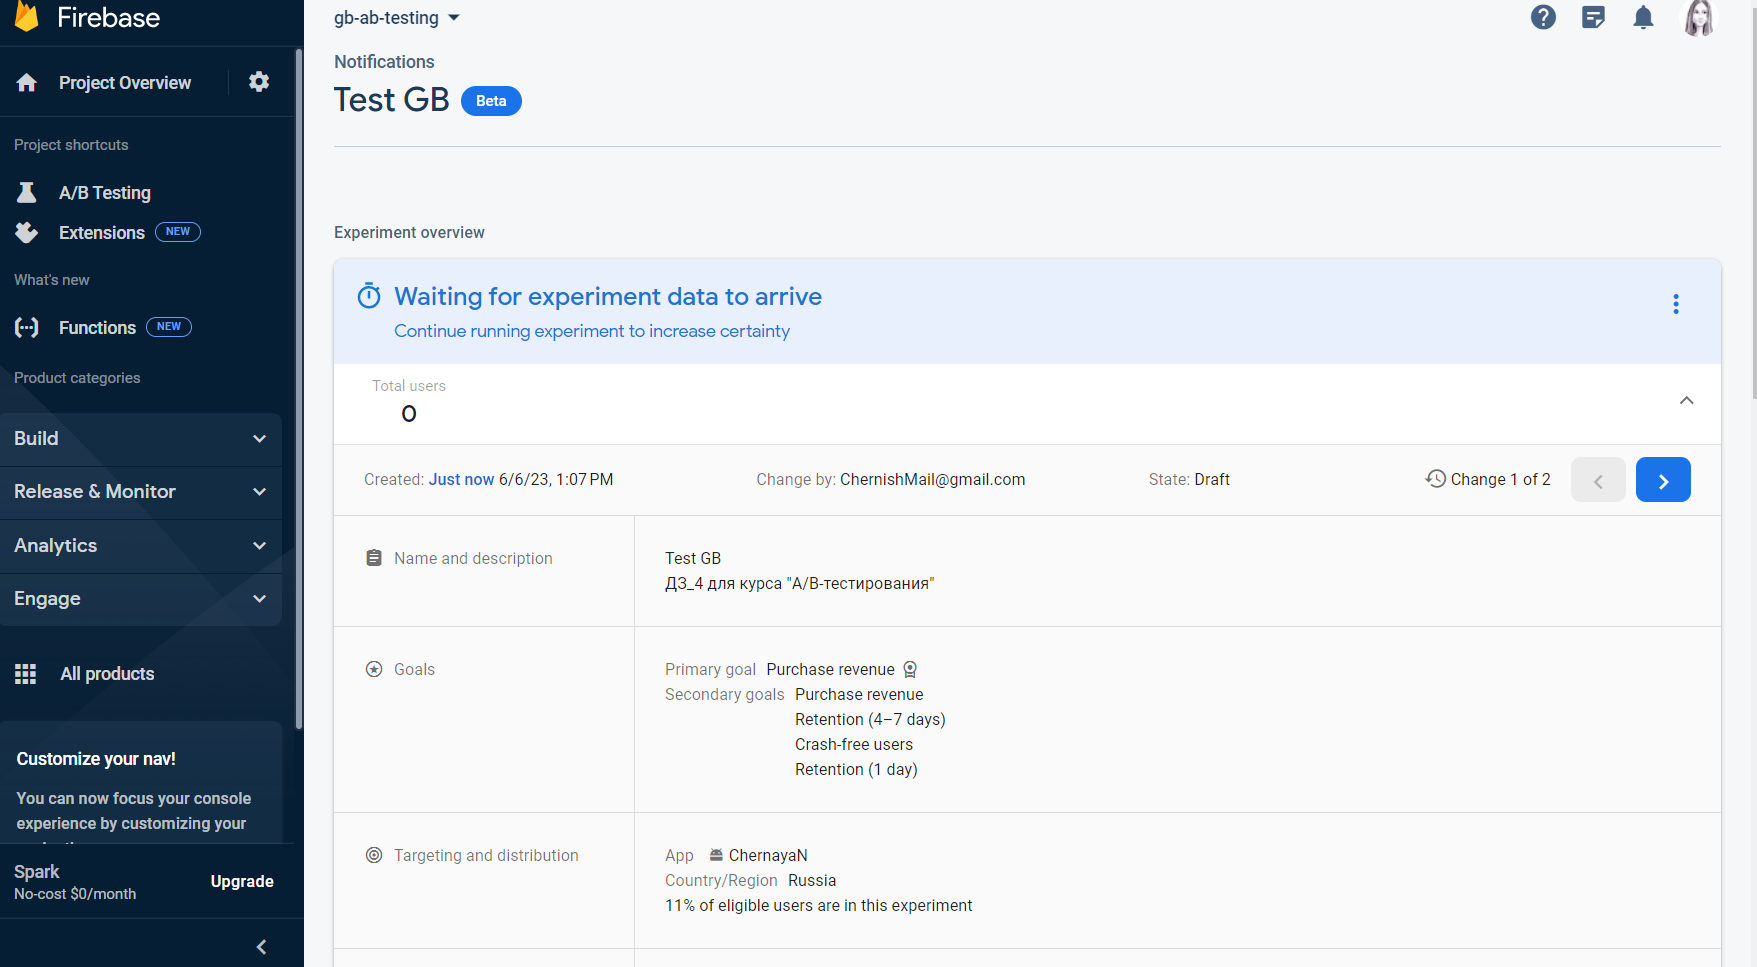 Firebase
Project Overview
Project shortcuts
A/B Testing
Extensions NEW
What's new
Functions NEW
Product categories
Build
Release & Monitor
Analytics
Engage
All products
Customize your nav!
You can now focus your console
experience by customizing your
Spark
No-cost $0/month
Upgrade
gb-ab-testing
Notifications
Test GB Beta
Experiment overview
Waiting for experiment data to arrive
Continue running experiment to increase certainty
Total users
0
Created: Just now 6/6/23, 1:07 PM Change by: ChernishMail@gmail.com State: Draft Change 1 of 2
Name and description
Test GB
ДЗ_4 для курса "А/В-тестирования"
Goals
Primary goal Purchase revenue
Secondary goals Purchase revenue
Retention (4–7 days)
Crash-free users
Retention (1 day)
Targeting and distribution
App ChernayaN
Country/Region Russia
11% of eligible users are in this experiment